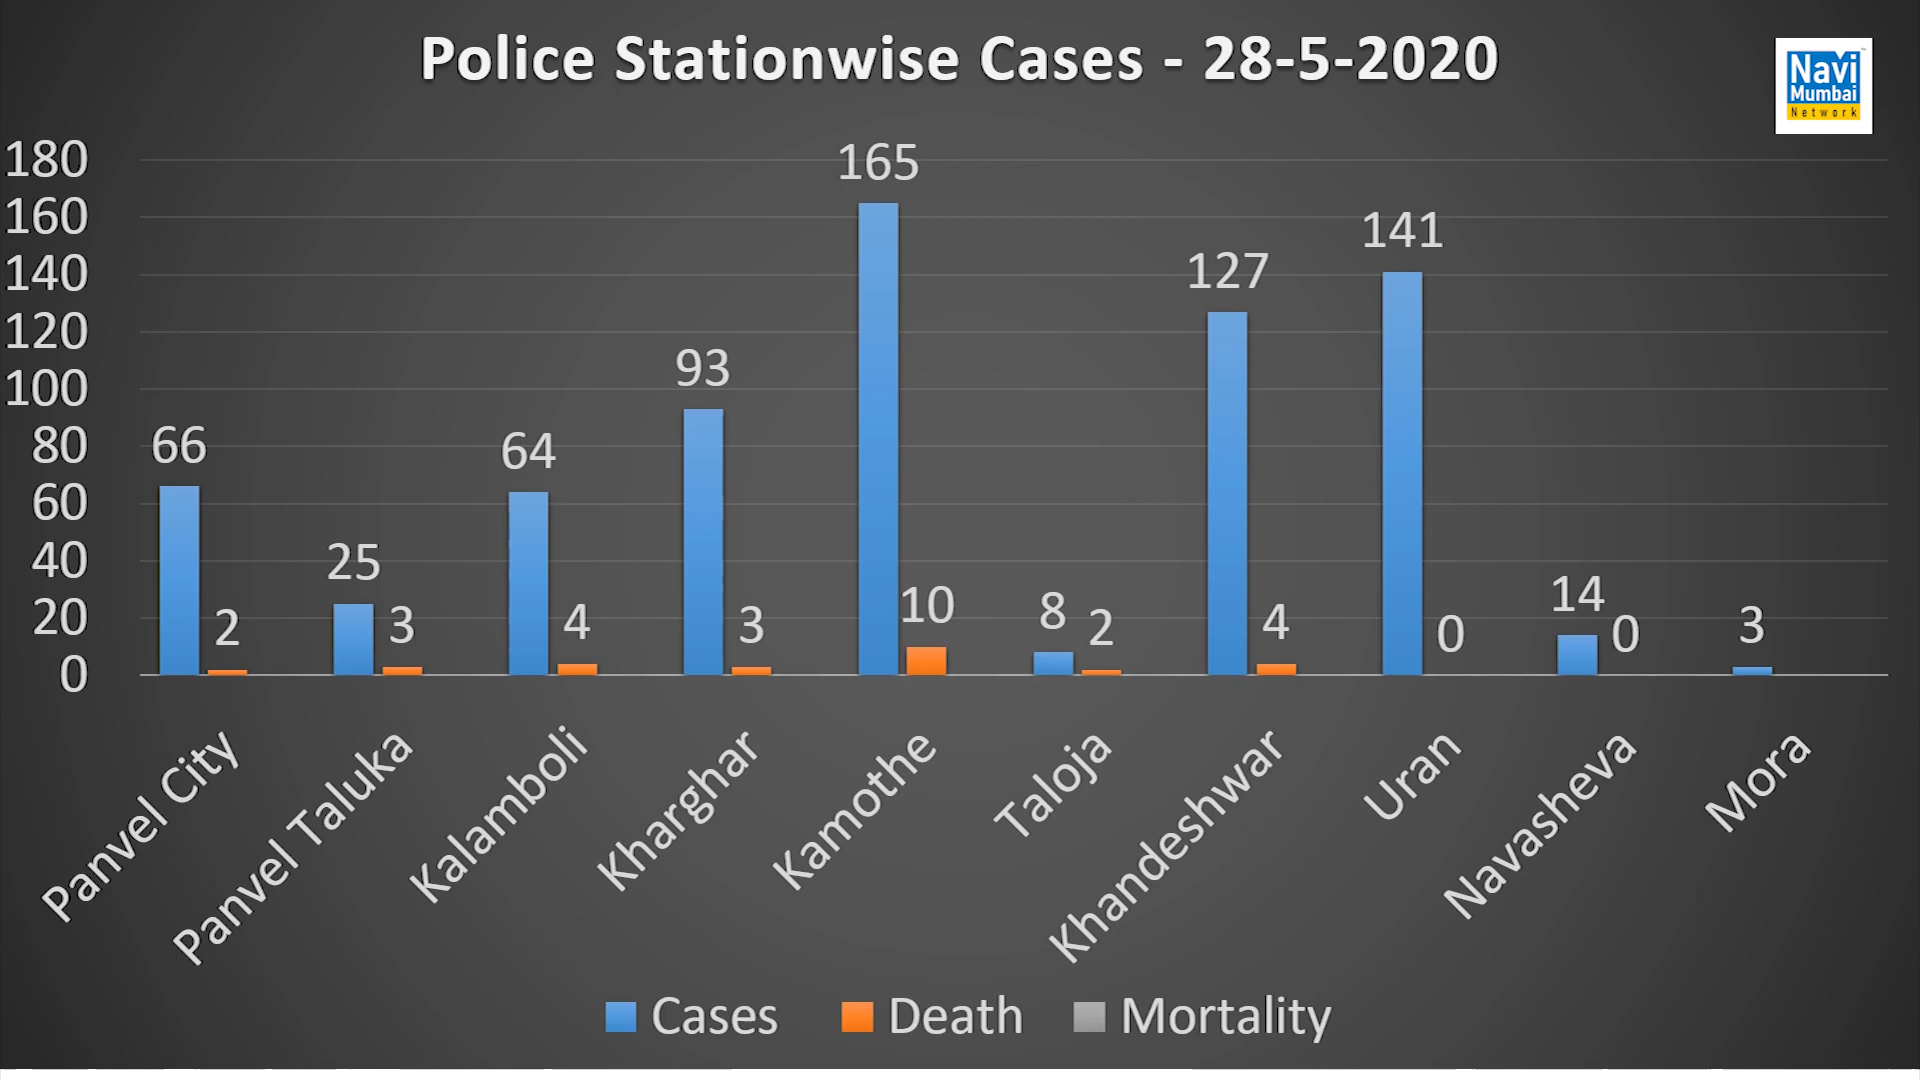 Police Stationwise Cases - 28-5-2020
Navi
Mumbai
Network
180
160
140
120
100
80
60
40
20
0
66
2
25
3
64
4
93
3
165
10
8
2
127
4
141
0
14
0
3
Panvel City
Panvel Taluka
Kalamboli
Kharghar
Kamothe
Taloja
Khandeshwar
Uran
Navasheva
Mora
Cases
Death
Mortality